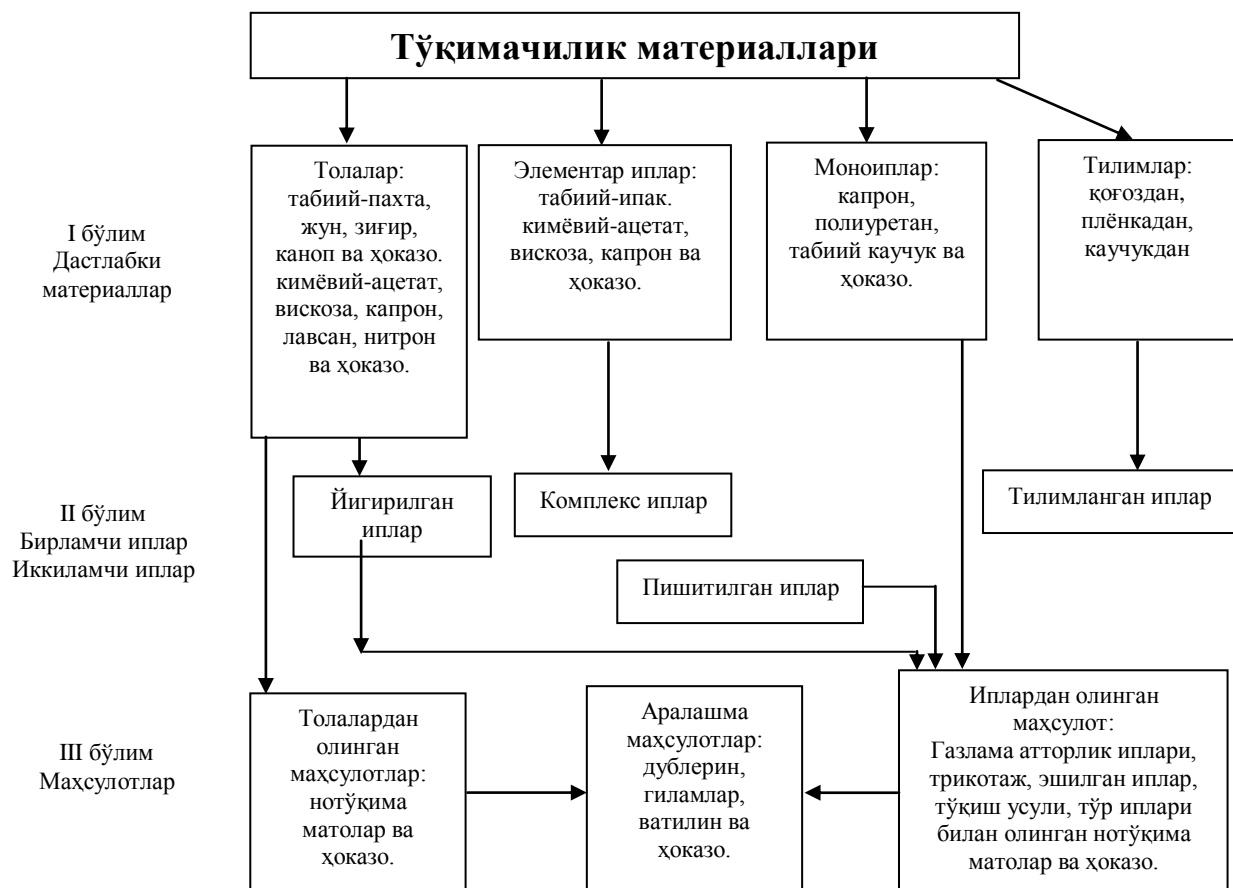 Тўқимачилик материаллари
I бўлим
Дастлабки
материаллар
Толалар:
табиий-пахта,
жун, зиғир,
каноп ва ҳоказо.
кимёвий-ацетат,
вискоза, капрон,
лавсан, нитрон
ва ҳоказо.
Элементар иплар:
табиий-ипак.
кимёвий-ацетат,
вискоза, капрон ва
ҳоказо.
Моноиплар:
капрон,
полиуретан,
табиий каучук ва
ҳоказо.
Тилимлар:
қоғоздан,
плёнкадан,
каучукдан
II бўлим
Бирламчи иплар
Иккиламчи иплар
Йигирилган
иплар
Комплекс иплар
Тилимланган иплар
Пишитилган иплар
III бўлим
Маҳсулотлар
Толалардан
олинган
маҳсулотлар:
нотўқима
матолар ва
ҳоказо.
Аралашма
маҳсулотлар:
дублерин,
гиламлар,
ватилин ва
ҳоказо.
Иплардан олинган
маҳсулот:
Газлама атторлик иплари,
трикотаж, эшилган иплар,
тўқиш усули, тўр иплари
билан олинган нотўқима
матолар ва ҳоказо.